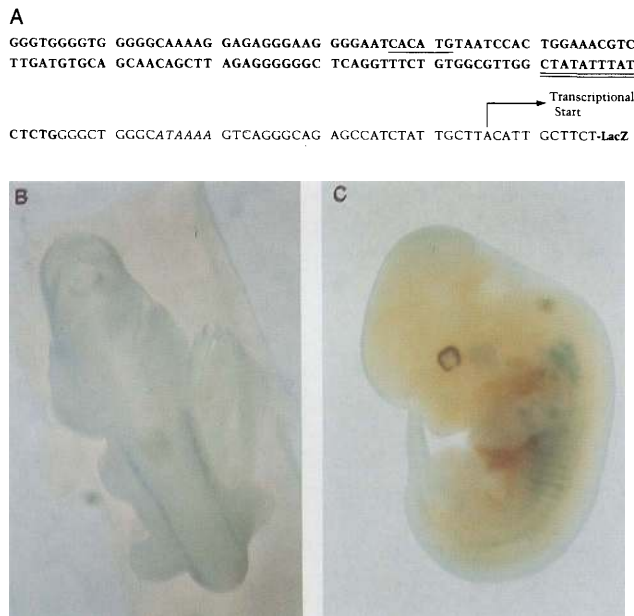 A
GGGTGGGGTG GGGGCAAAAG GAGAGGGAAG GGGAATCACA TGTAATCCAC TGGAAACGTC
TTGATGTGCA GCAACAGCTT AGAGGGGGGC TCAGGTTTCT GTGGCGTTGG CTATATTTAT
Transcriptional
Start
CTCTGGGGCT GGGCATAAAA GTCAGGGCAG AGCCATCTAT TGCTTACATT GCTTCT-LacZ
B
C